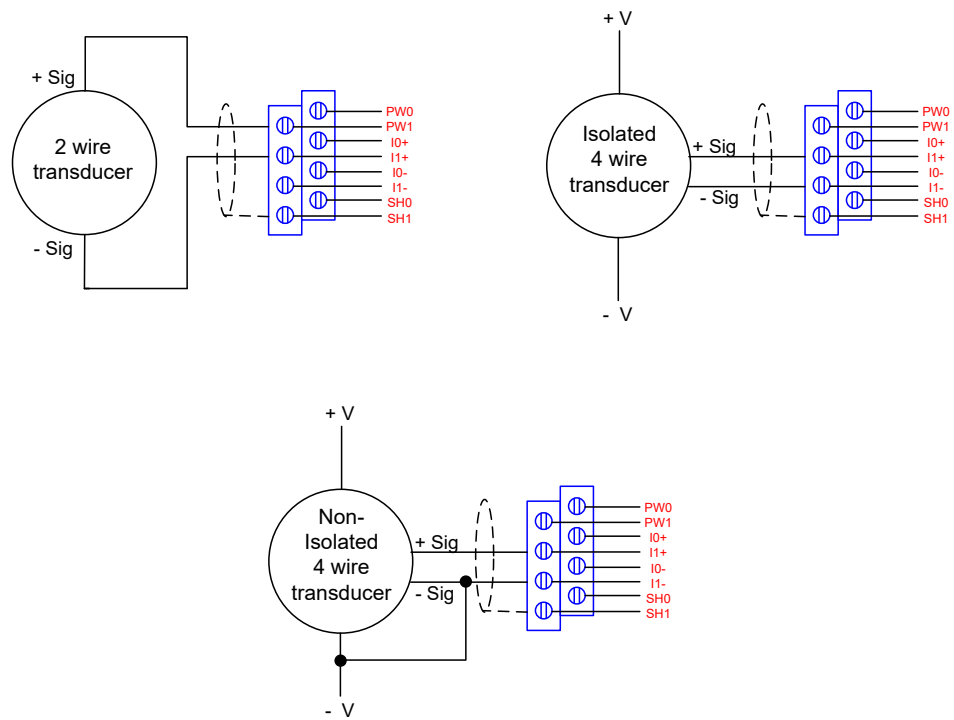 + Sig
2 wire
transducer
- Sig
PW0
PW1
I0+
I1+
I0-
I1-
SH0
SH1
+ V
Isolated
4 wire
transducer
+ Sig
- Sig
- V
PW0
PW1
I0+
I1+
I0-
I1-
SH0
SH1
+ V
Non-
Isolated
4 wire
transducer
+ Sig
- Sig
- V
PW0
PW1
I0+
I1+
I0-
I1-
SH0
SH1